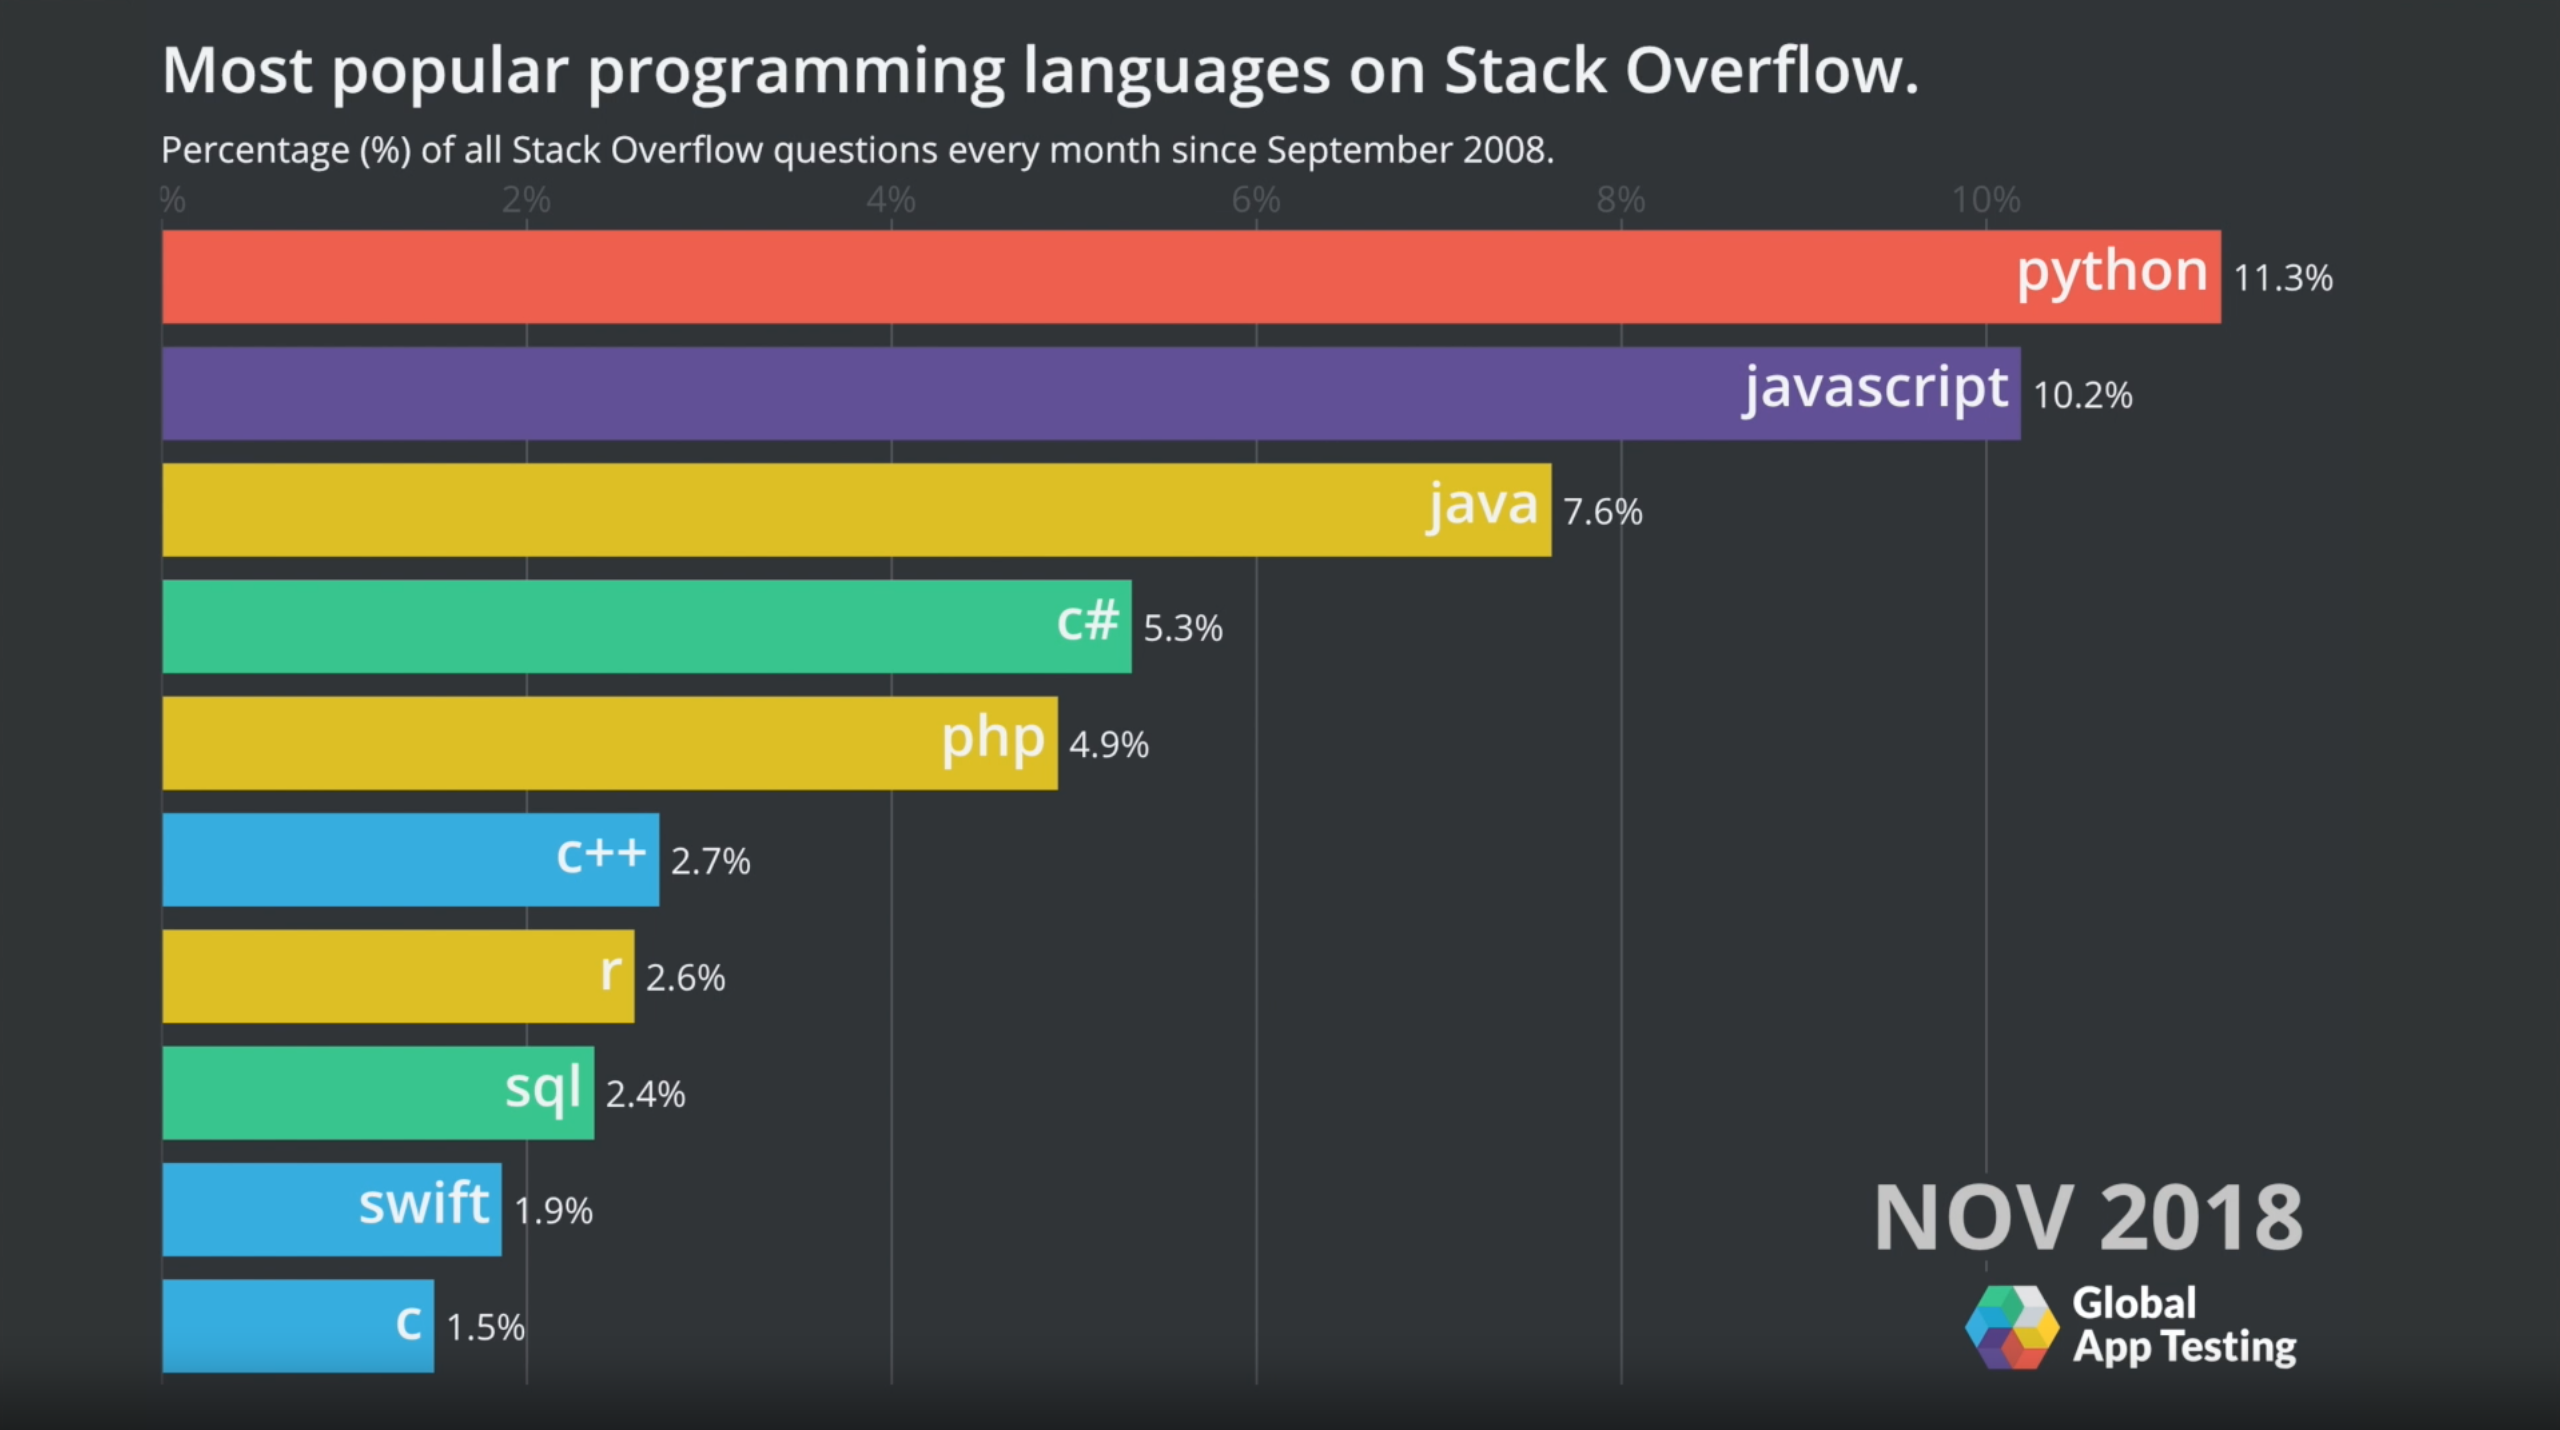 Most popular programming languages on Stack Overflow.
Percentage (%) of all Stack Overflow questions every month since September 2008.
% 2% 4% 6% 8% 10%
python 11.3%
javascript 10.2%
java 7.6%
c# 5.3%
php 4.9%
c++ 2.7%
r 2.6%
sql 2.4%
swift 1.9%
c 1.5%
NOV 2018
Global
App Testing